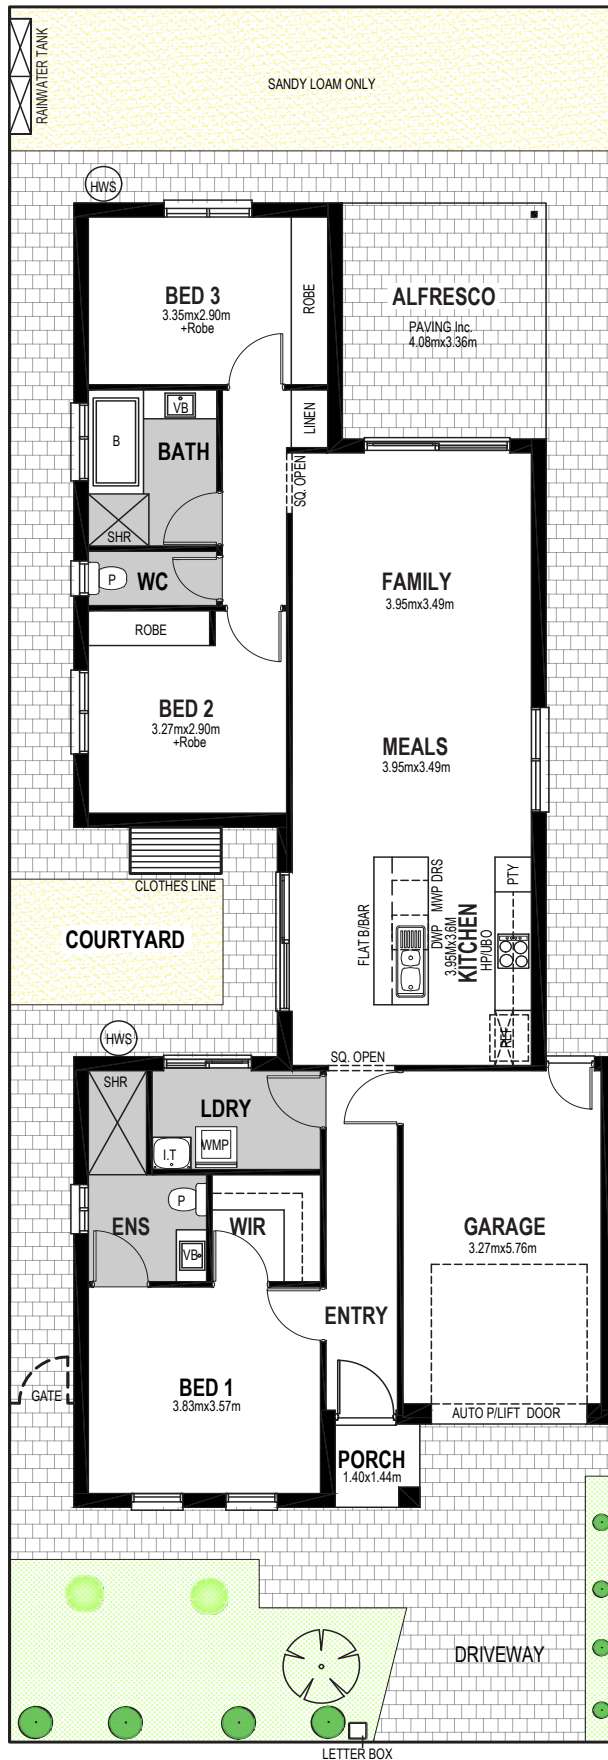 RAINWATER TANK
SANDY LOAM ONLY
HWS
BED 3
3.35mx2.90m
+Robe
ROBE
ALFRESCO
PAVING Inc.
4.08mx3.36m
VB
B
BATH
LINEN
SQ. OPEN
SHR
P
WC
FAMILY
3.95mx3.49m
ROBE
BED 2
3.27mx2.90m
+Robe
MEALS
3.95mx3.49m
CLOTHES LINE
COURTYARD
FLAT B/BAR
DWP MWP DRS
3.95Mx3.6M
KITCHEN
HP/UBO
PTY
REF
HWS
SQ. OPEN
SHR
LDRY
I.T
WMP
P
ENS
VB
WIR
GARAGE
3.27mx5.76m
ENTRY
GATE
BED 1
3.83mx3.57m
AUTO P/LIFT DOOR
PORCH
1.40x1.44m
DRIVEWAY
LETTER BOX